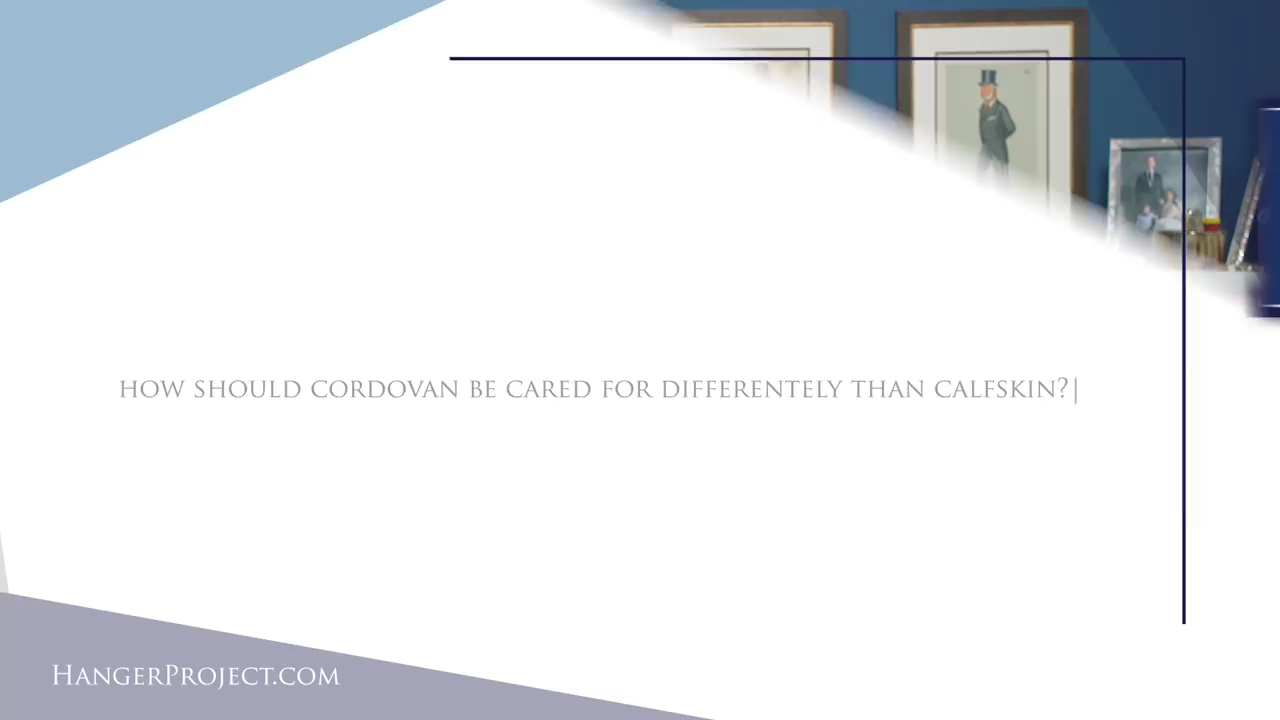 HOW SHOULD CORDOVAN BE CARED FOR DIFFERENTELY THAN CALFSKIN?|
HANGERPROJECT.COM